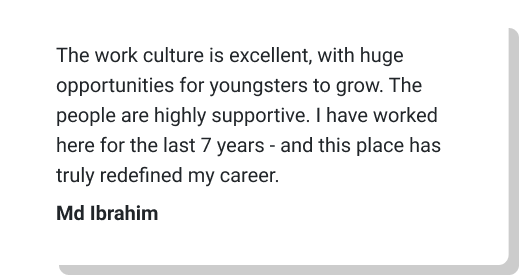 The work culture is excellent, with huge
opportunities for youngsters to grow. The
people are highly supportive. I have worked
here for the last 7 years - and this place has
truly redefined my career.
Md Ibrahim